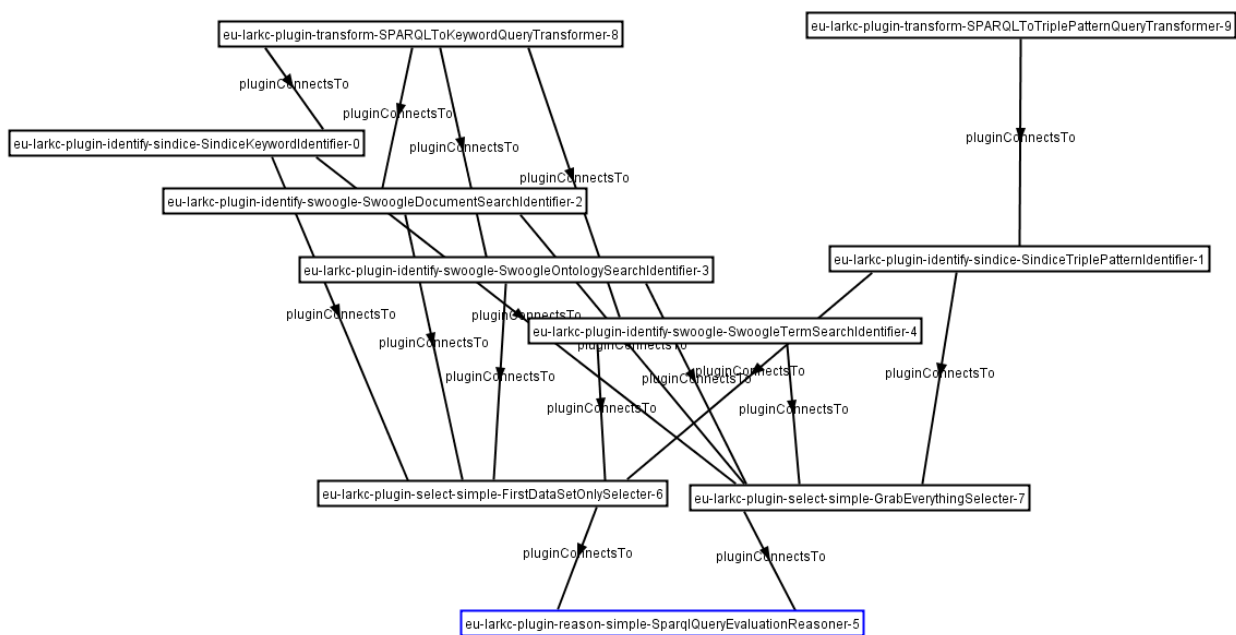 eu-larkc-plugin-transform-SPARQLToTriplePatternQueryTransformer-9
eu-larkc-plugin-transform-SPARQLToKeywordQueryTransformer-8
pluginConnectsTo
pluginConnectsTo
pluginConnectsTo
eu-larkc-plugin-identify-sindice-SindiceKeywordIdentifier-0
pluginConnectsTo
pluginConnectsTo
eu-larkc-plugin-identify-swoogle-SwoogleDocumentSearchIdentifier-2
eu-larkc-plugin-identify-sindice-SindiceTriplePatternIdentifier-1
eu-larkc-plugin-identify-swoogle-SwoogleOntologySearchIdentifier-3
pluginConnectsTo
pluginConnectsTo
eu-larkc-plugin-identify-swoogle-SwoogleTermSearchIdentifier-4
pluginConnectsTo
pluginConnectsTo
pluginConnectsTo
pluginConnectsTo
pluginConnectsTo
pluginConnectsTo
pluginConnectsTo
pluginConnectsTo
eu-larkc-plugin-select-simple-FirstDataSetOnlySelecter-6
eu-larkc-plugin-select-simple-GrabEverythingSelecter-7
pluginConnectsTo
pluginConnectsTo
eu-larkc-plugin-reason-simple-SparqlQueryEvaluationReasoner-5